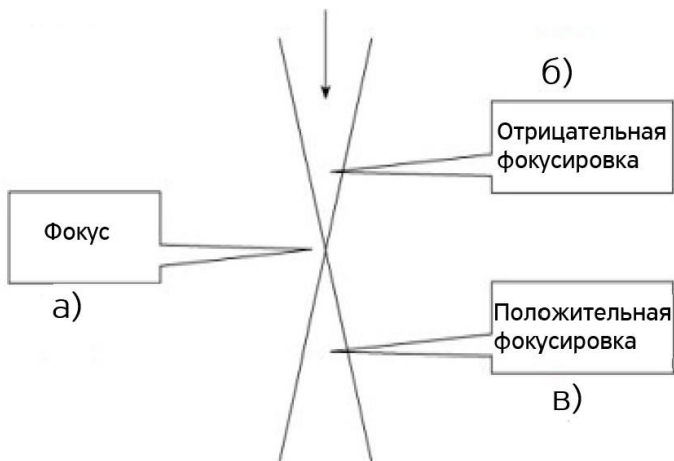 б)
Отрицательная
фокусировка
Фокус
а)
Положительная
фокусировка
в)